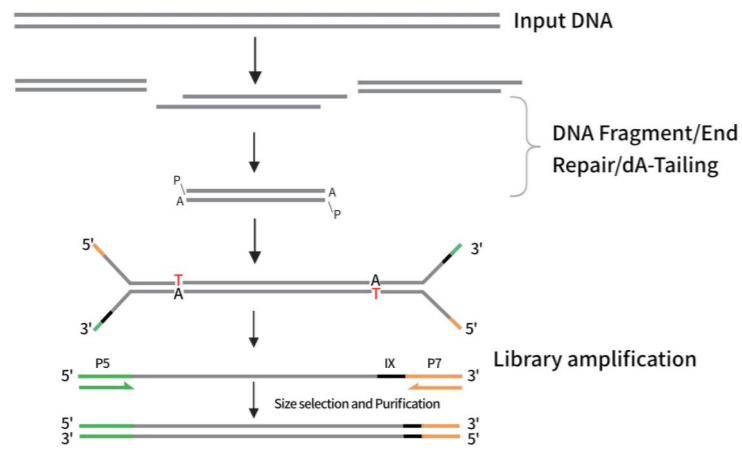 Input DNA
DNA Fragment/End
Repair/dA-Tailing
P
A
A
P
5'
3'
T
A
A
T
3'
5'
P5
IX
P7
Library amplification
5'
3'
Size selection and Purification
5'
3'
3'
5'